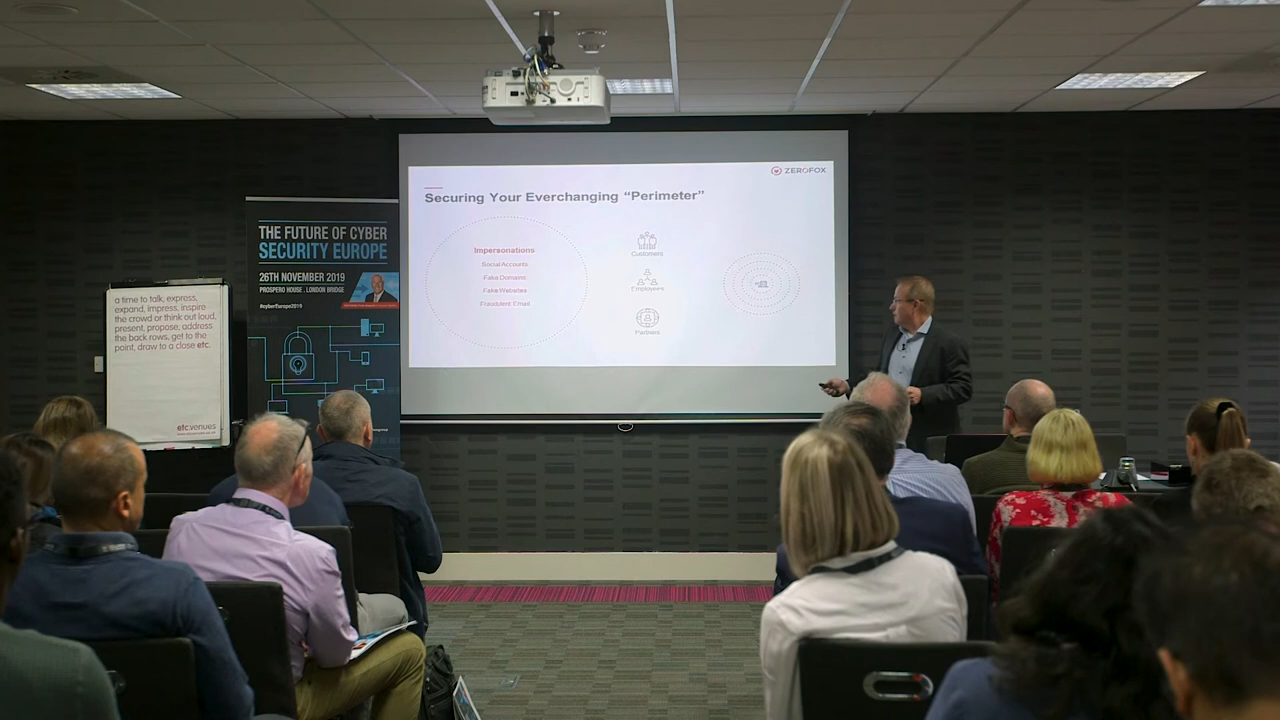 ZEROFOX
Securing Your Everchanging “Perimeter”
Impersonations
Social Accounts
Fake Domains
Fake Websites
Fraudulent Email
Customers
Employees
Partners
THE FUTURE OF CYBER
SECURITY EUROPE
26TH NOVEMBER 2019
PROSPERO HOUSE , LONDON BRIDGE
#cyberEurope2019
a time to talk, express,
expand, impress, inspire
the crowd or think out loud,
present, propose, address
the back rows, get to the
point, draw to a close etc.
etc.venues